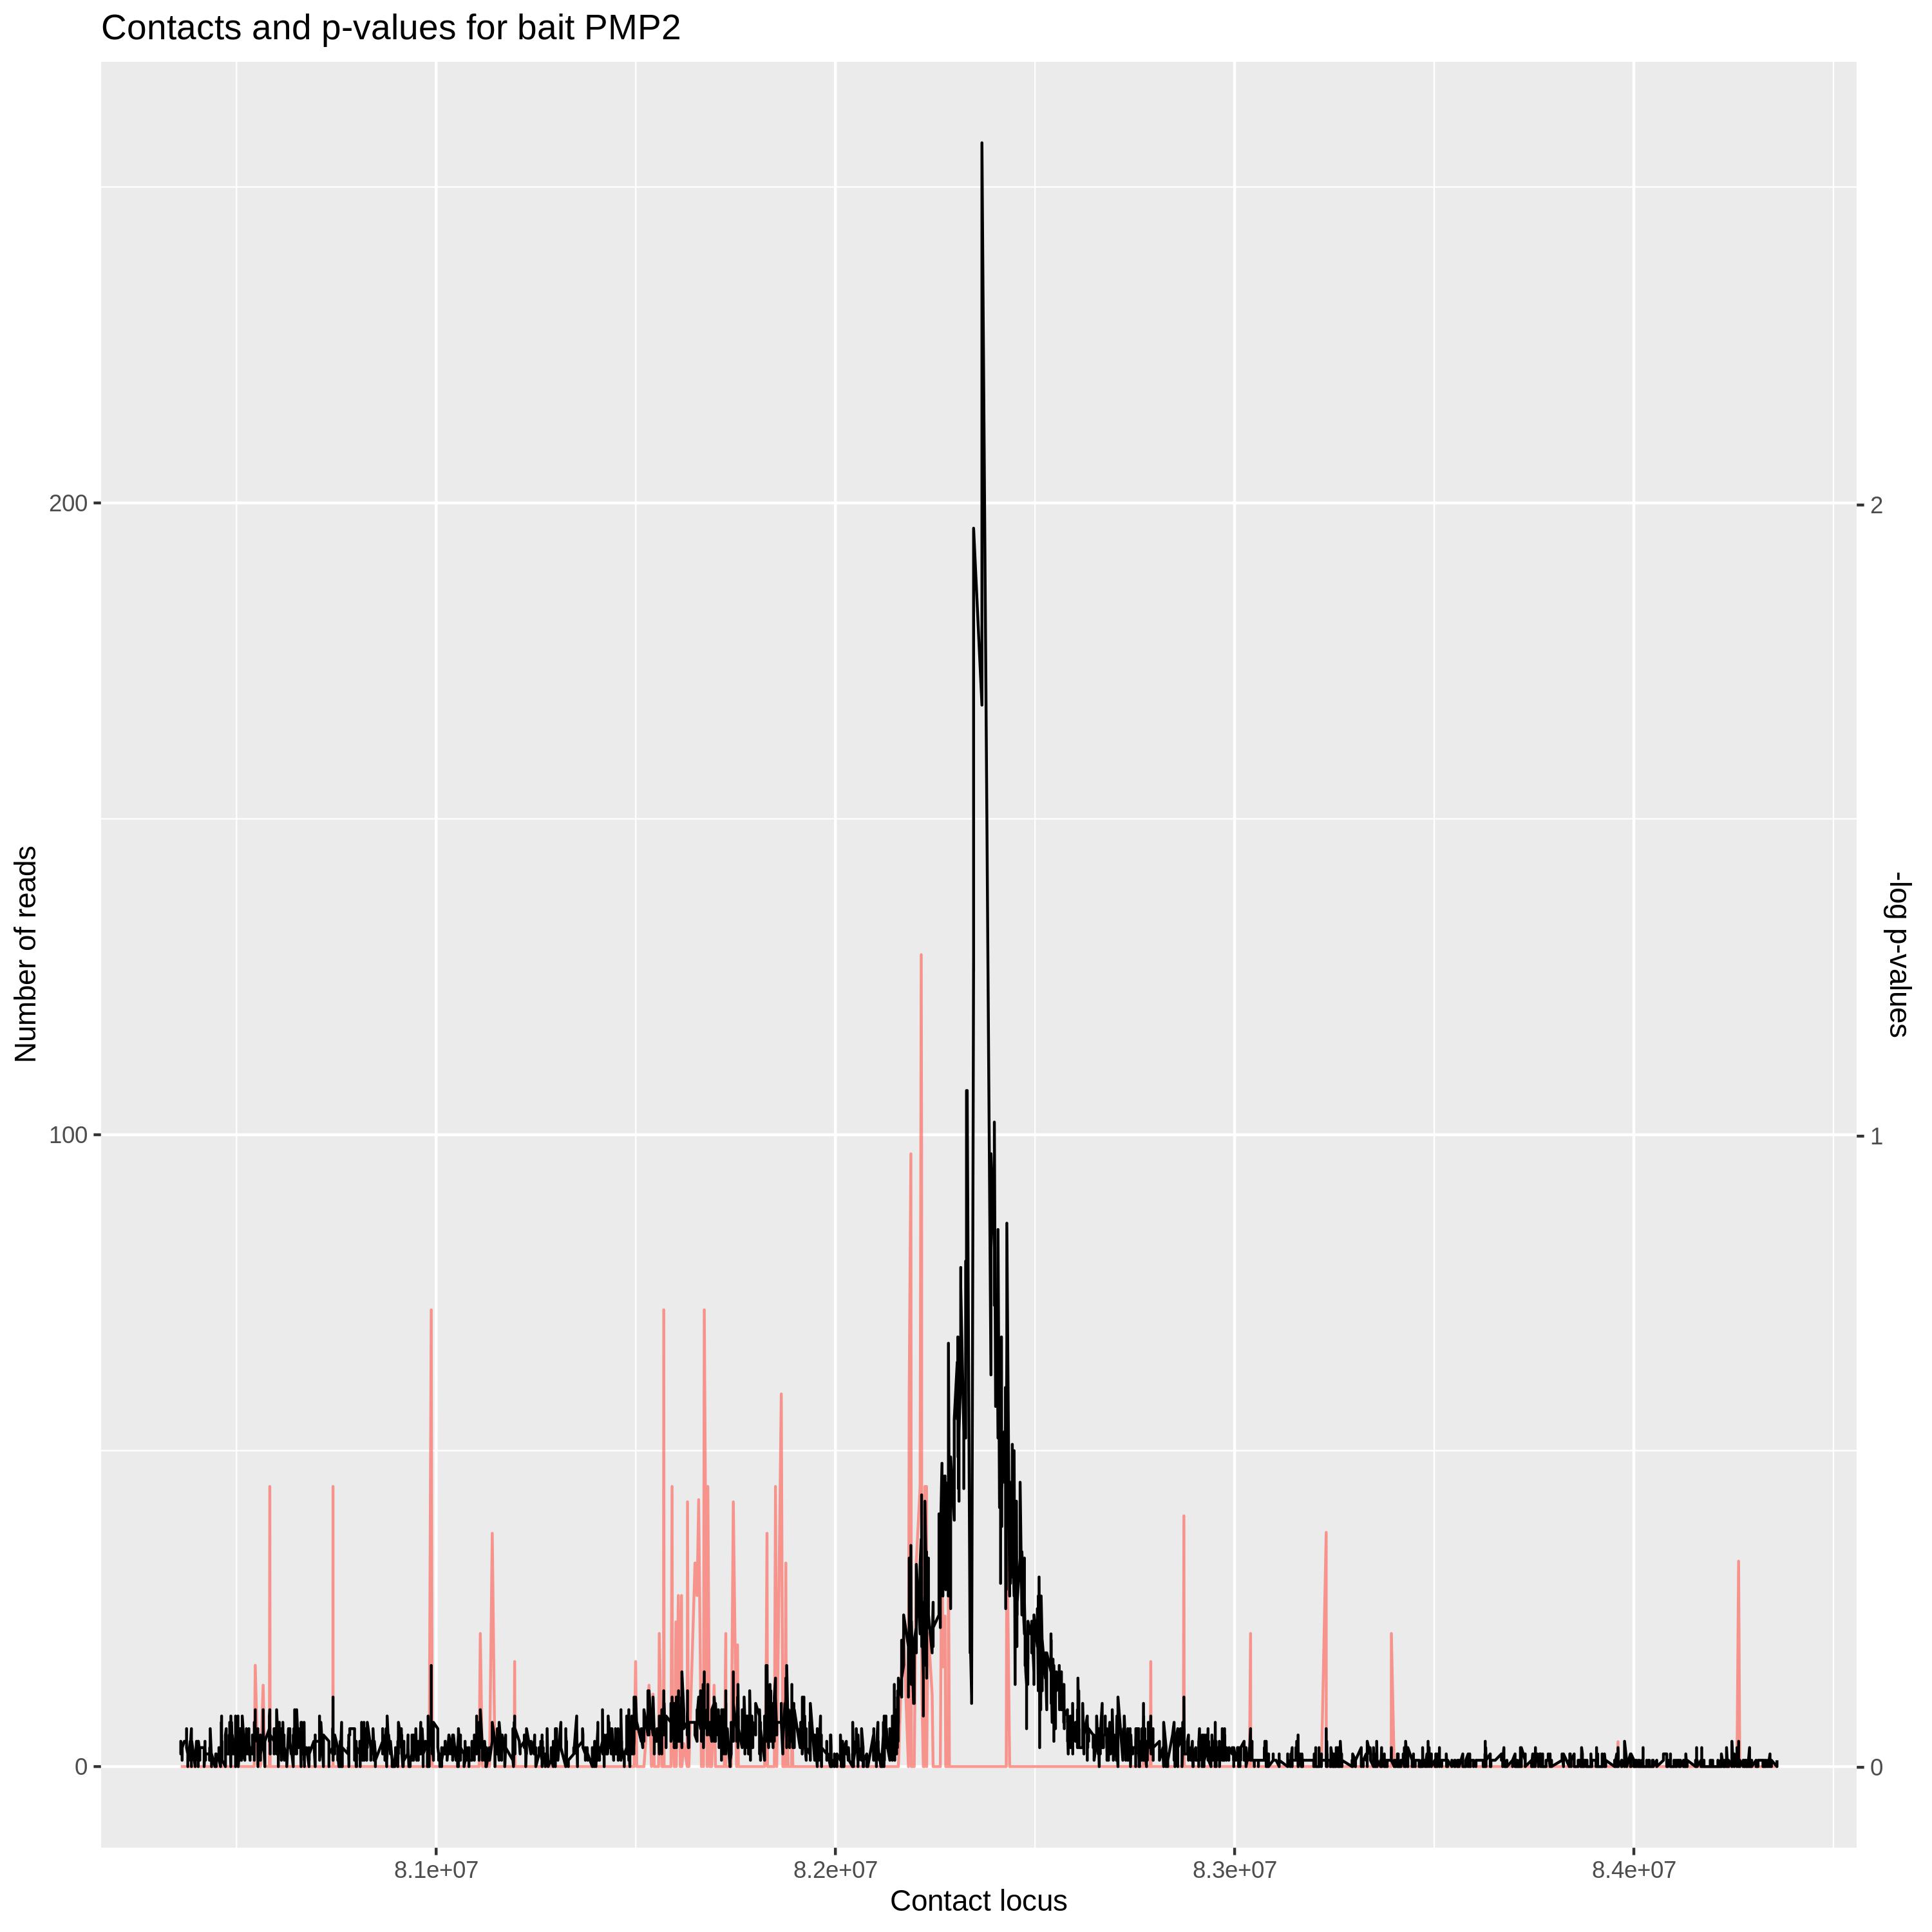 Contacts and p-values for bait PMP2
Number of reads
200
100
0
2
1
0
-log p-values
8.1e+07 8.2e+07 8.3e+07 8.4e+07
Contact locus